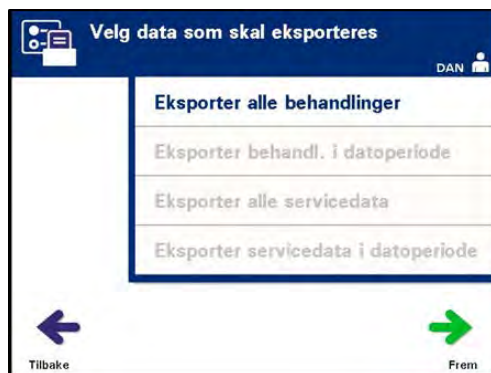 Velg data som skal eksporteres
DAN
Eksporter alle behandlinger
Eksporter behandl. i datoperiode
Eksporter alle servicedata
Eksporter servicedata i datoperiode
Tilbake
Frem